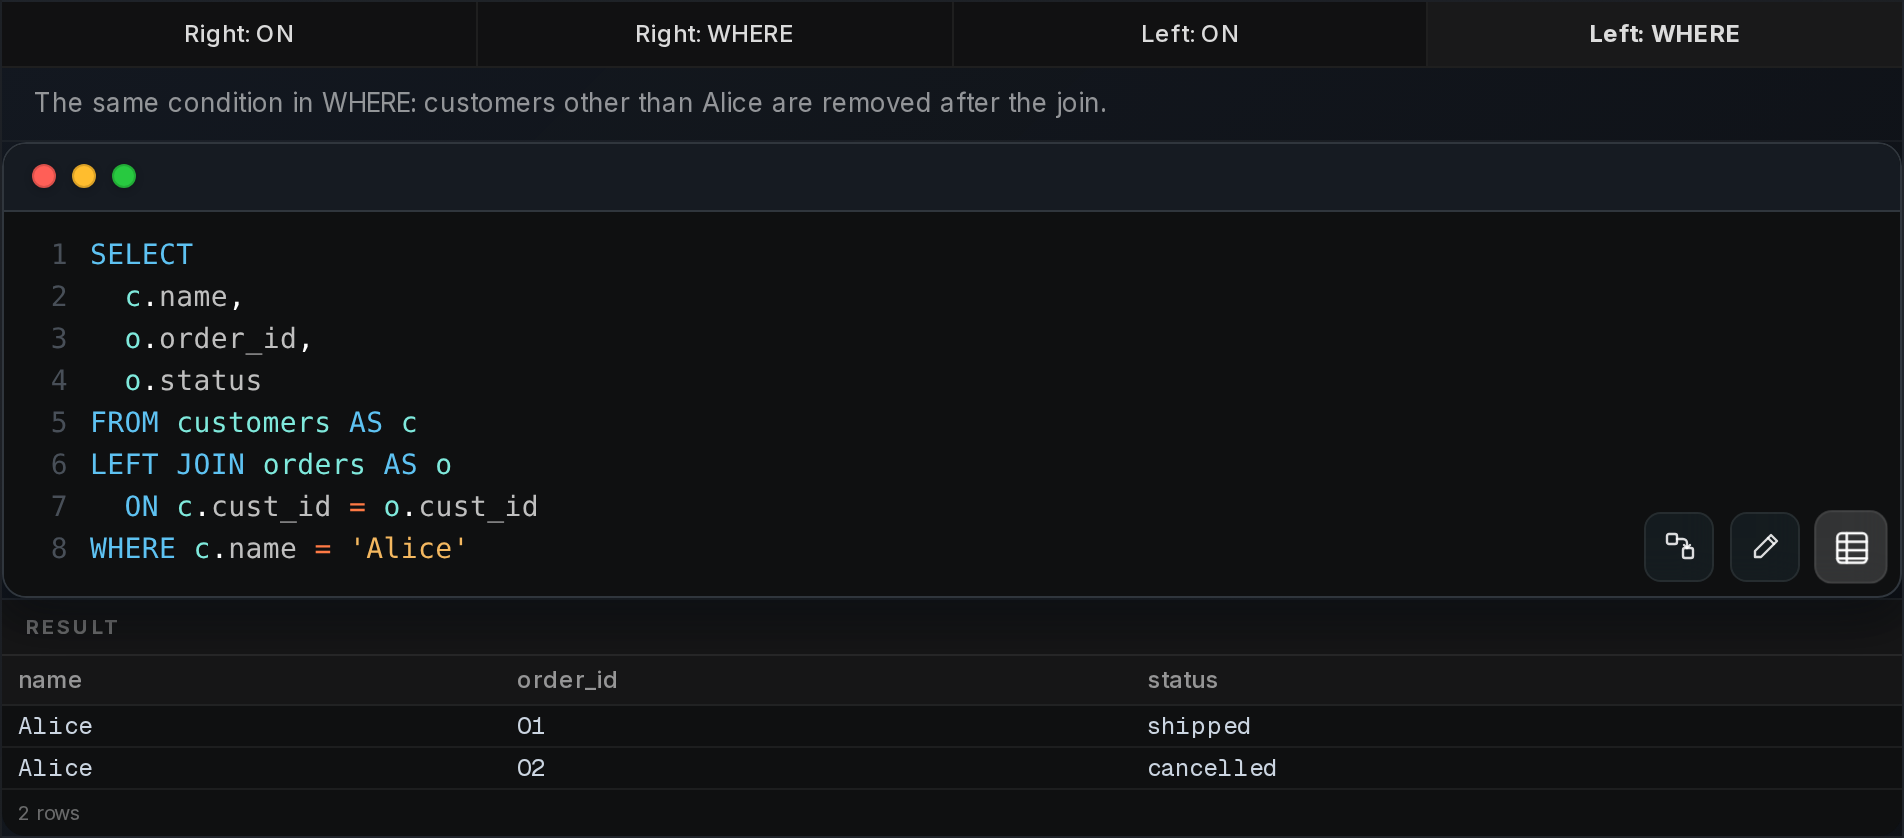 Right: ON
Right: WHERE
Left: ON
Left: WHERE
The same condition in WHERE: customers other than Alice are removed after the join.
1 SELECT
2   c.name,
3   o.order_id,
4   o.status
5 FROM customers AS c
6 LEFT JOIN orders AS o
7   ON c.cust_id = o.cust_id
8 WHERE c.name = 'Alice'
RESULT
name order_id status
Alice O1 shipped
Alice O2 cancelled
2 rows